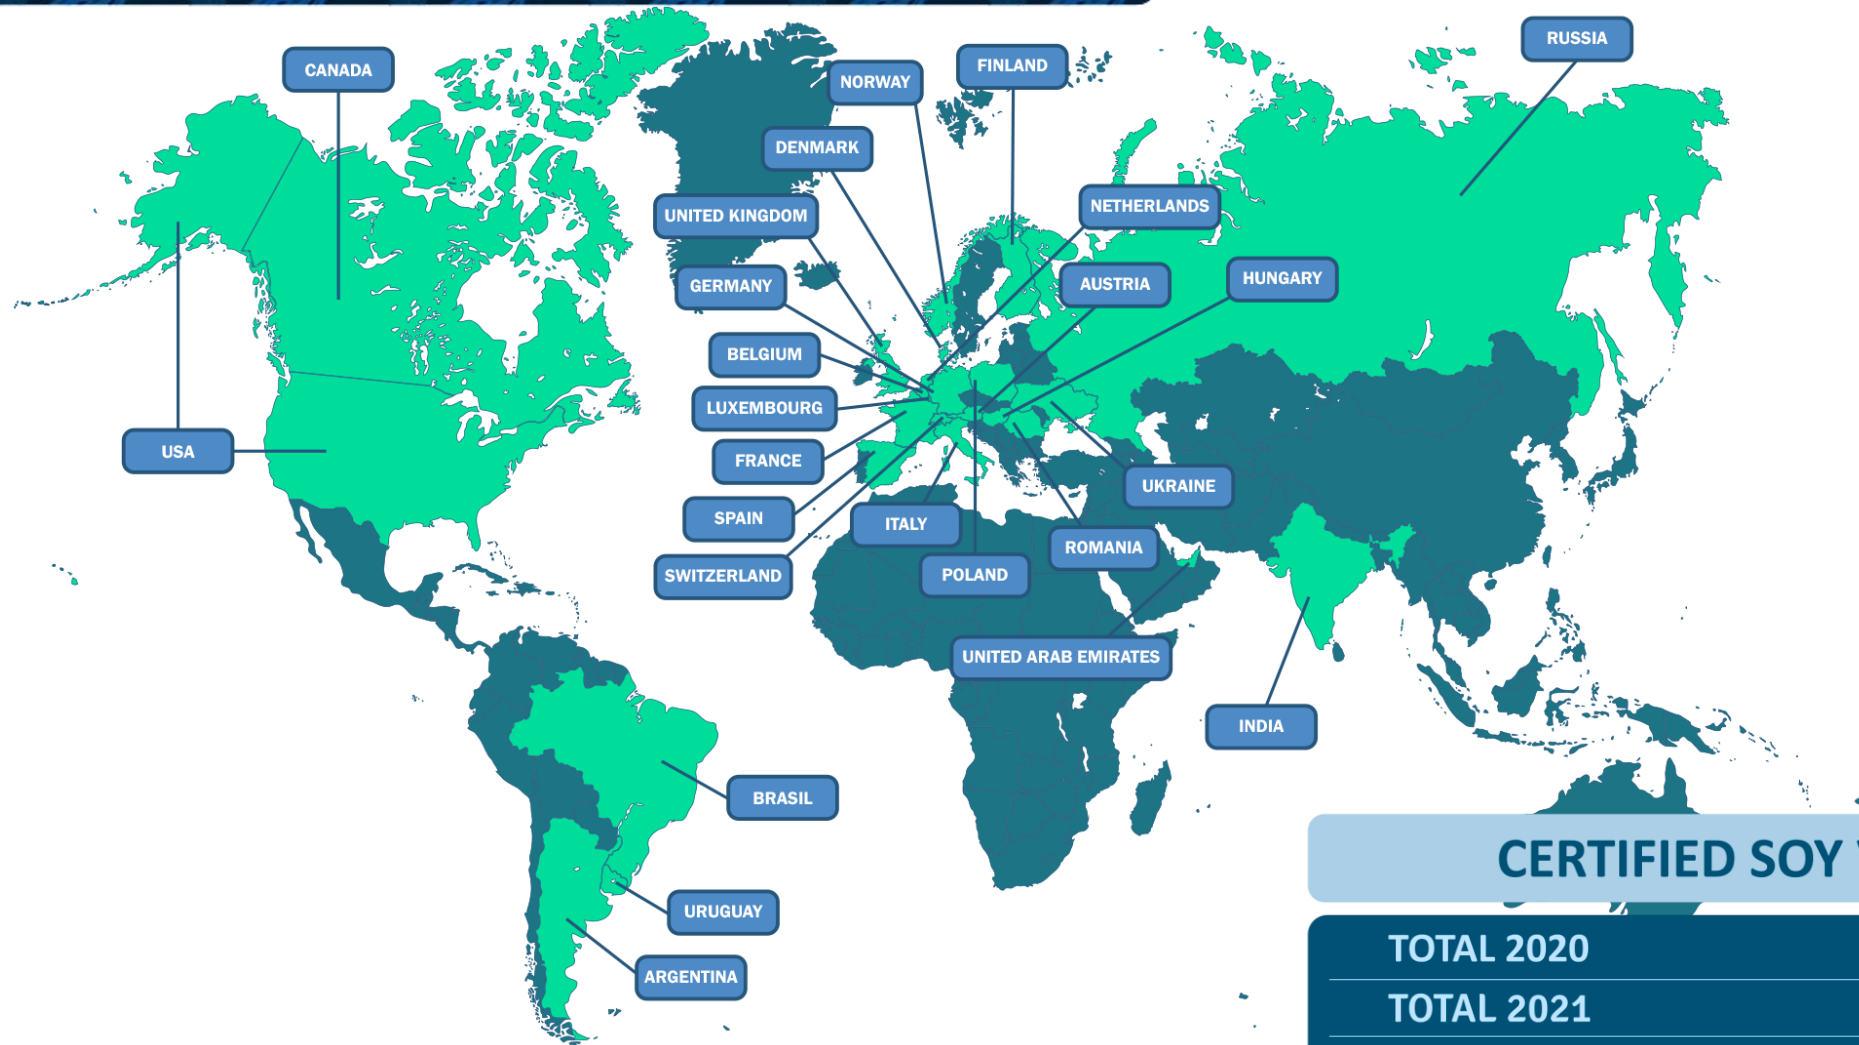 RUSSIA
CANADA
FINLAND
NORWAY
DENMARK
NETHERLANDS
UNITED KINGDOM
HUNGARY
GERMANY
AUSTRIA
BELGIUM
LUXEMBOURG
USA
FRANCE
UKRAINE
SPAIN
ITALY
ROMANIA
SWITZERLAND
POLAND
UNITED ARAB EMIRATES
INDIA
BRASIL
URUGUAY
ARGENTINA
CERTIFIED SOY
TOTAL 2020
TOTAL 2021